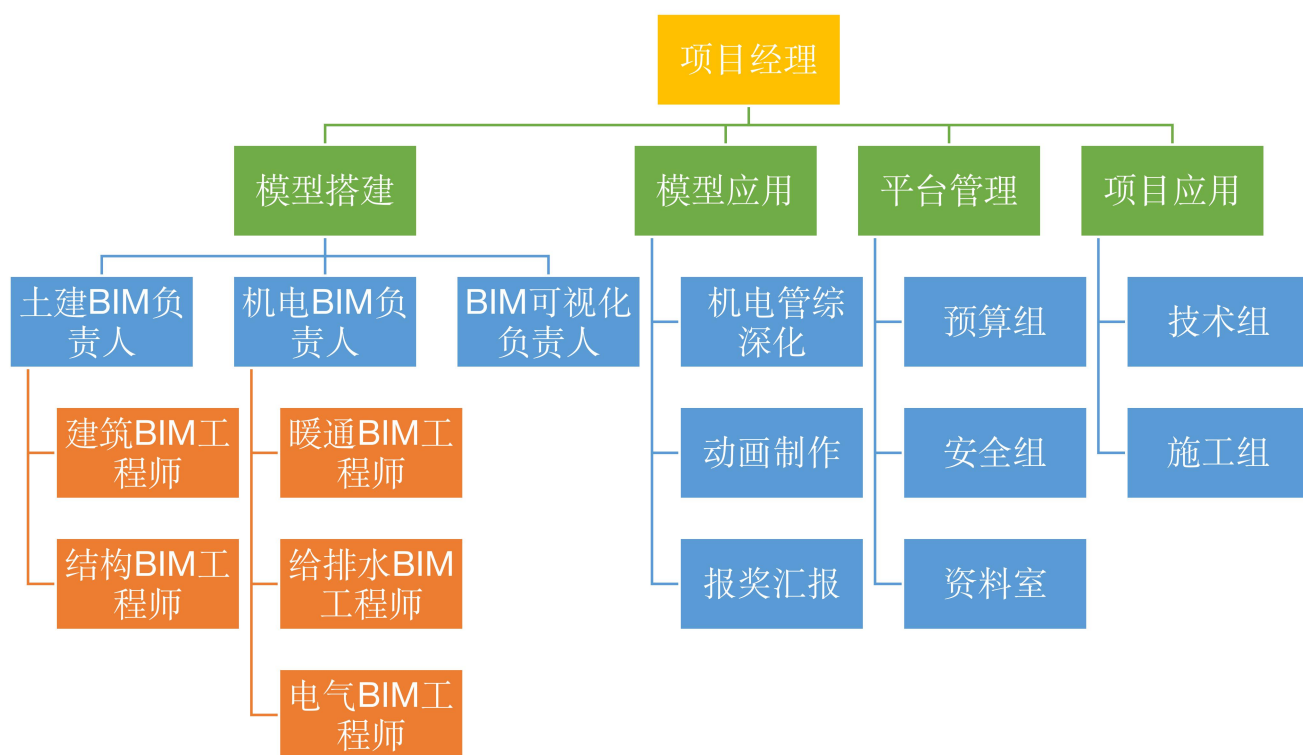 项目经理
模型搭建
模型应用
平台管理
项目应用
土建BIM负
责人
机电BIM负
责人
BIM可视化
负责人
机电管综
深化
预算组
技术组
建筑BIM工
程师
暖通BIM工
程师
动画制作
安全组
施工组
结构BIM工
程师
给排水BIM
工程师
报奖汇报
资料室
电气BIM工
程师